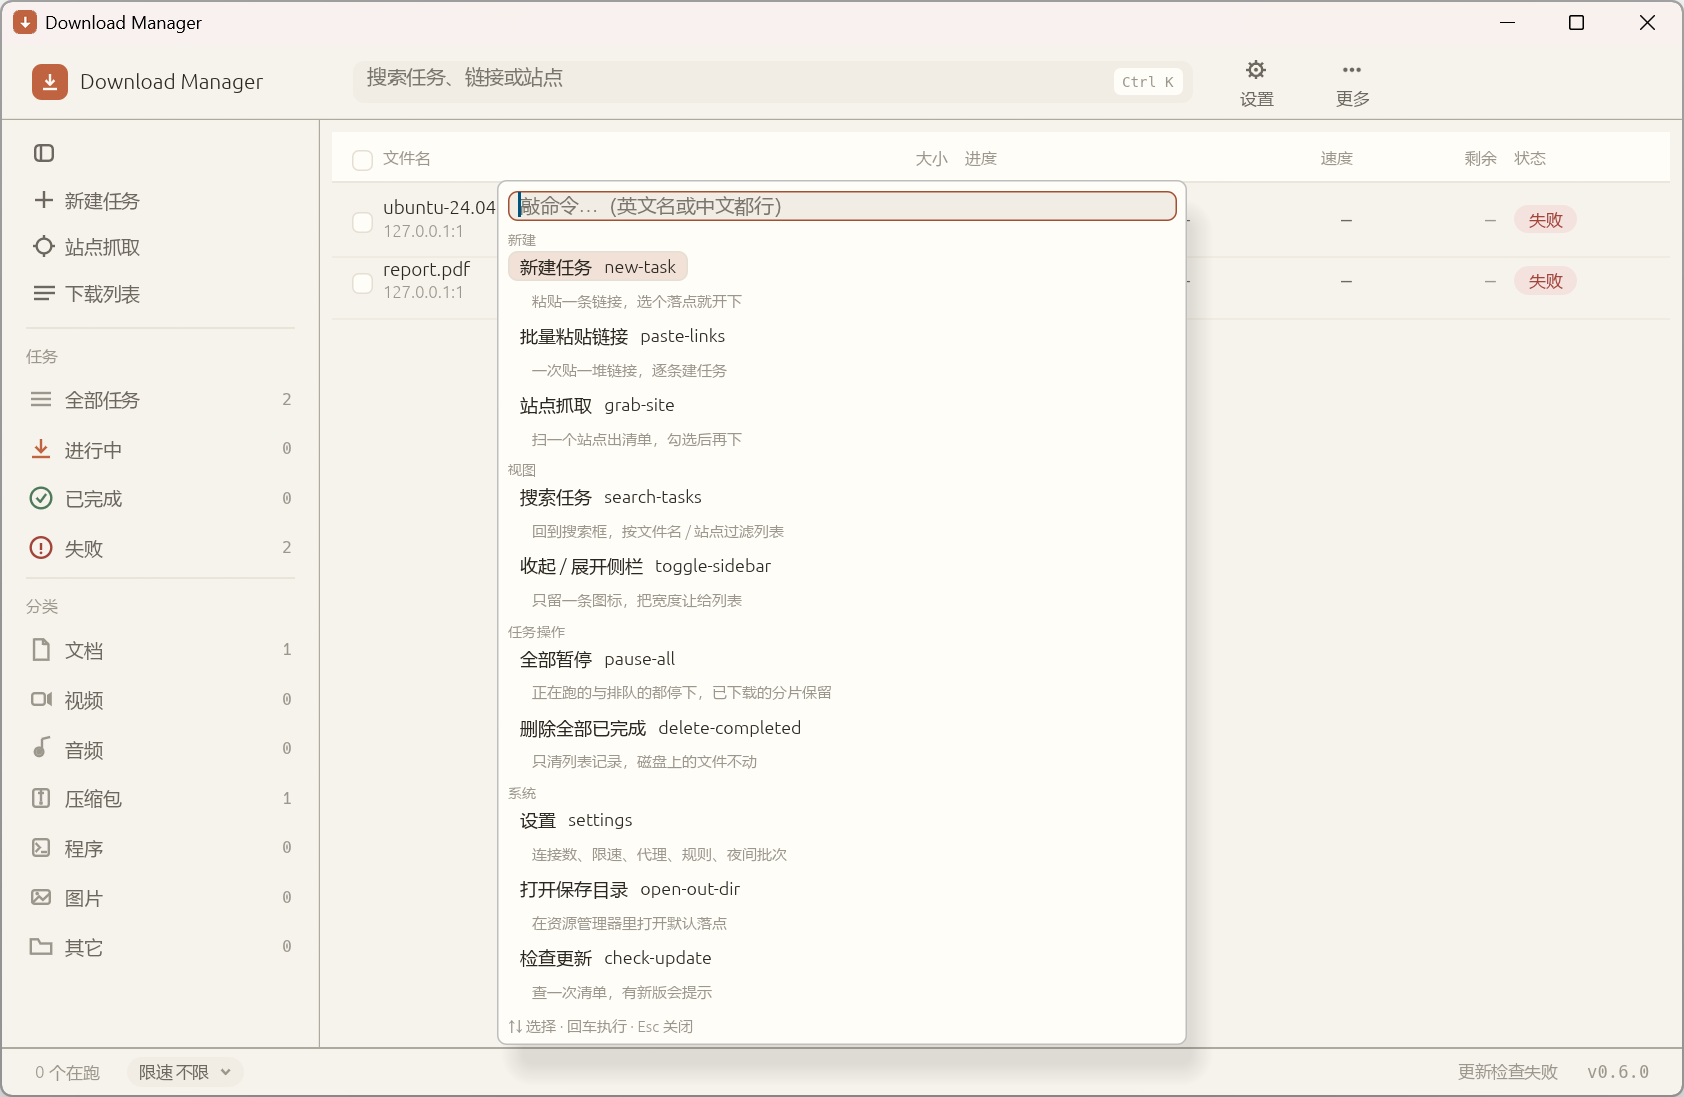 Download Manager
Download Manager
搜索任务、链接或站点
Ctrl K
设置
更多
新建任务
站点抓取
下载列表
任务
全部任务 2
进行中 0
已完成 0
失败 2
分类
文档 1
视频 0
音频 0
压缩包 1
程序 0
图片 0
其它 0
文件名 大小 进度 速度 剩余 状态
ubuntu-24.04
127.0.0.1:1
– – 失败
report.pdf
127.0.0.1:1
– – 失败
敲命令… (英文名或中文都行)
新建
新建任务 new-task
粘贴一条链接，选个落点就开下
批量粘贴链接 paste-links
一次贴一堆链接，逐条建任务
站点抓取 grab-site
扫一个站点出清单，勾选后再下
视图
搜索任务 search-tasks
回到搜索框，按文件名 / 站点过滤列表
收起 / 展开侧栏 toggle-sidebar
只留一条图标，把宽度让给列表
任务操作
全部暂停 pause-all
正在跑的与排队的都停下，已下载的分片保留
删除全部已完成 delete-completed
只清列表记录，磁盘上的文件不动
系统
设置 settings
连接数、限速、代理、规则、夜间批次
打开保存目录 open-out-dir
在资源管理器里打开默认落点
检查更新 check-update
查一次清单，有新版会提示
↑↓ 选择 · 回车执行 · Esc 关闭
0 个在跑
限速 不限
更新检查失败
v0.6.0